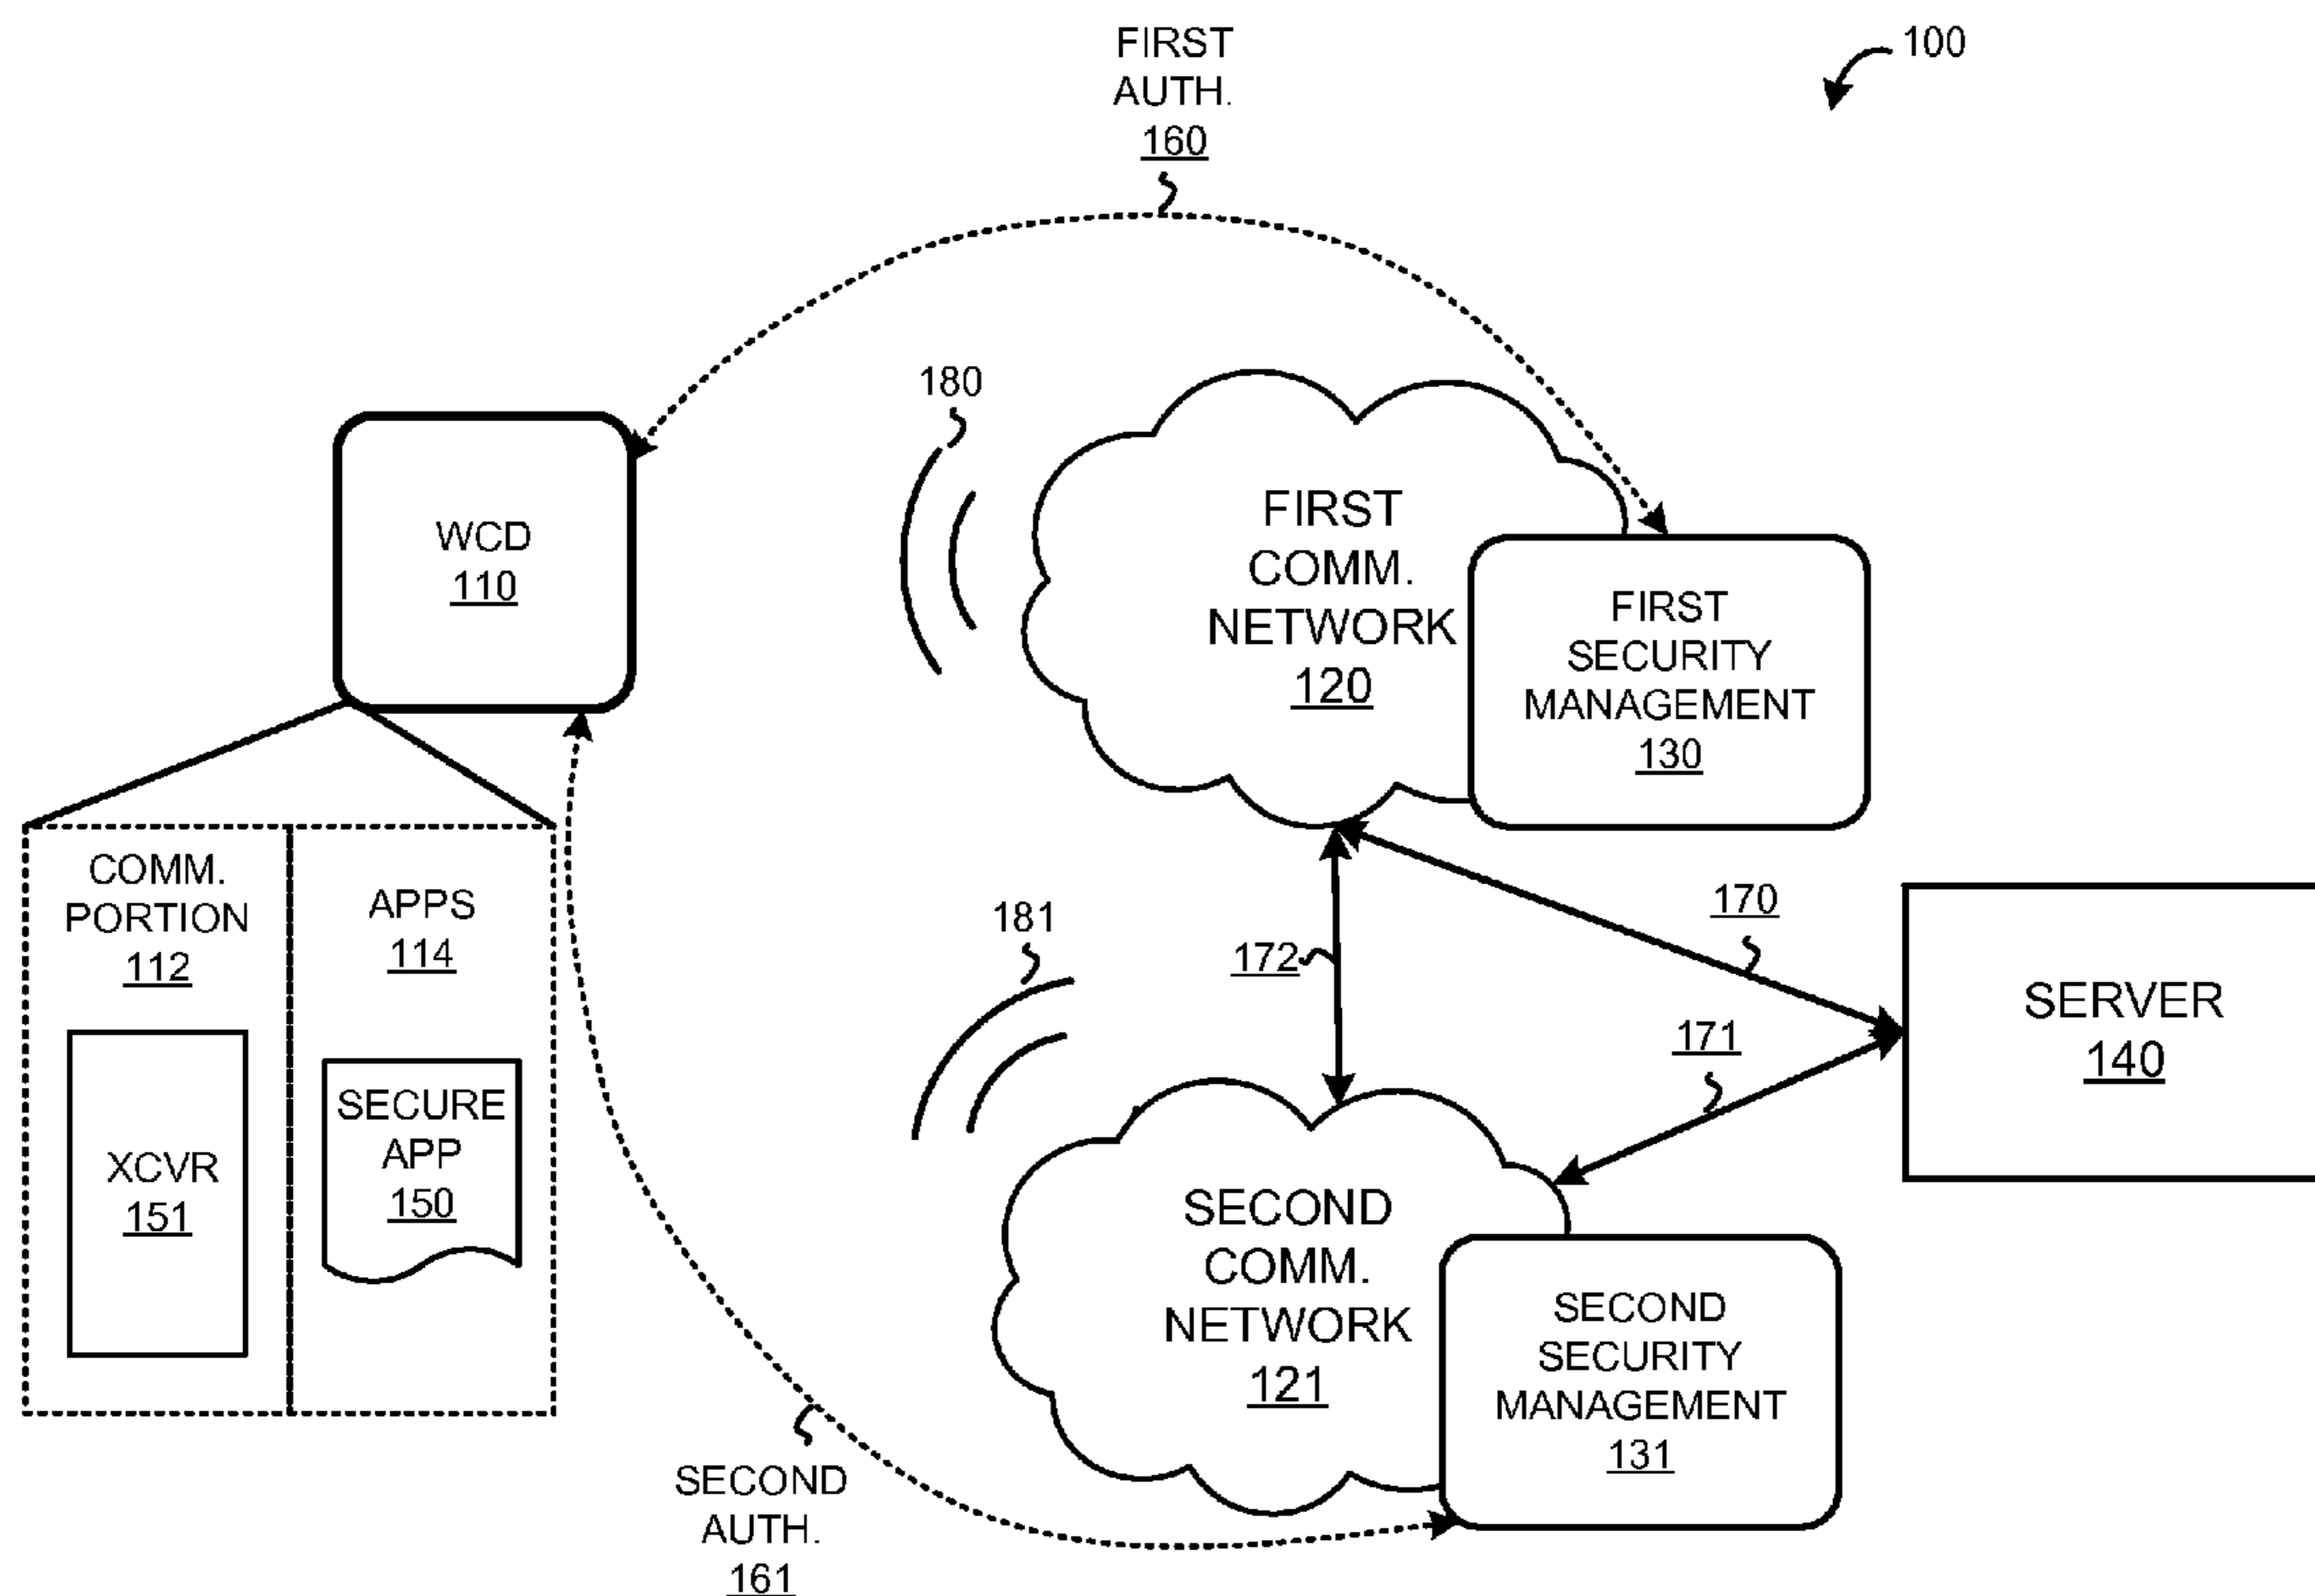 FIRST
AUTH.
160
100
180
WCD
110
FIRST
COMM.
NETWORK
120
FIRST
SECURITY
MANAGEMENT
130
COMM.
PORTION
112
APPS
114
XCVR
151
SECURE
APP
150
181
172
170
171
SERVER
140
SECOND
COMM.
NETWORK
121
SECOND
SECURITY
MANAGEMENT
131
SECOND
AUTH.
161